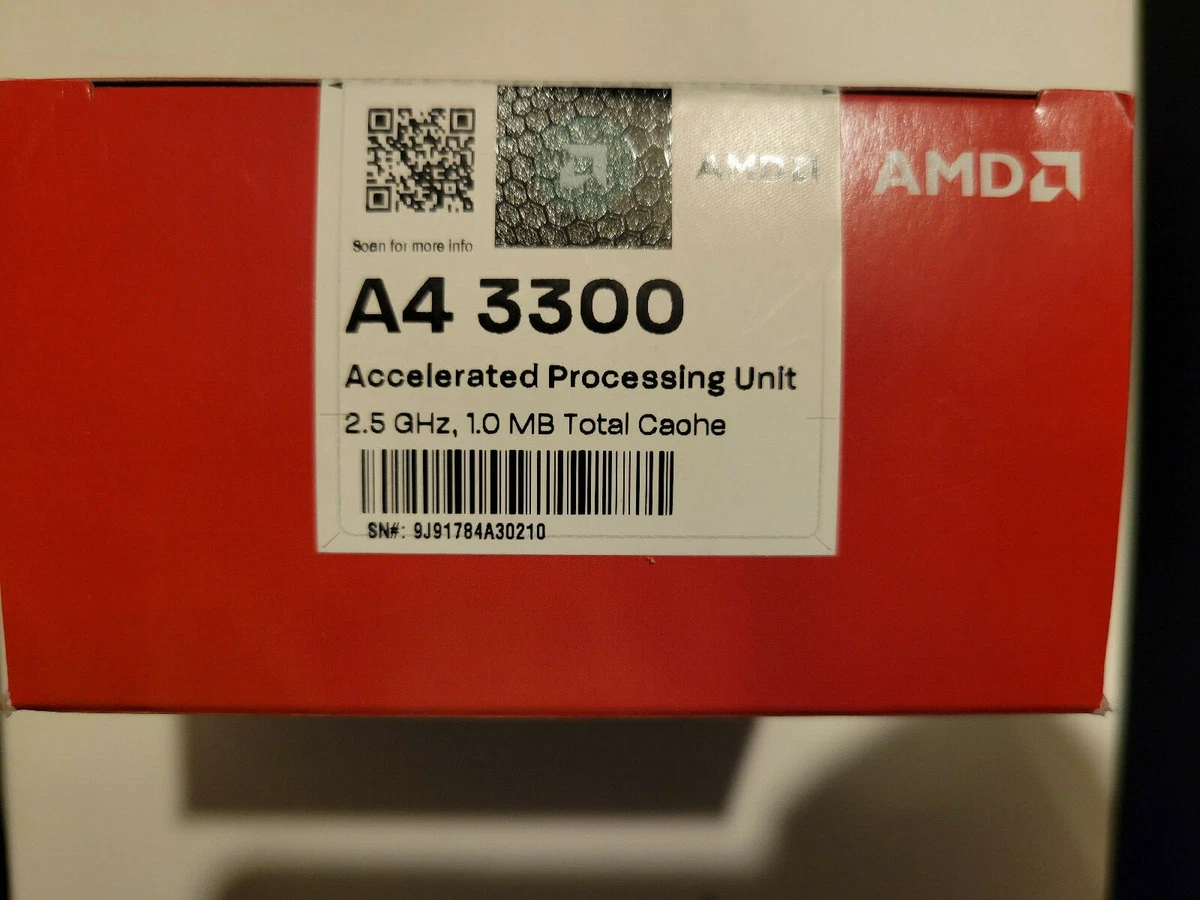 AMD
AMD
Scan for more info
A4 3300
Accelerated Processing Unit
2.5 GHz, 1.0 MB Total Cache
SN#: 9J91784A30210